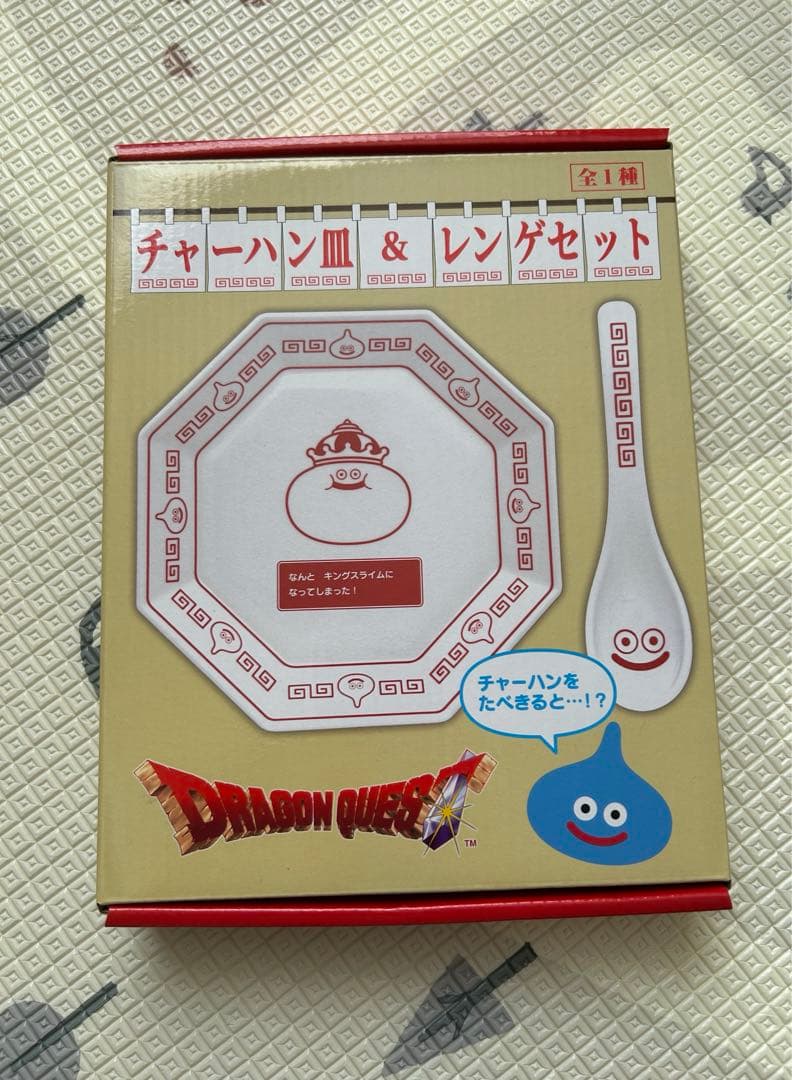 全1種
チャーハン皿 & レンゲセット
なんと　キングスライムに
なってしまった！
チャーハンを
たべきると…!？
DRAGON QUEST
TM